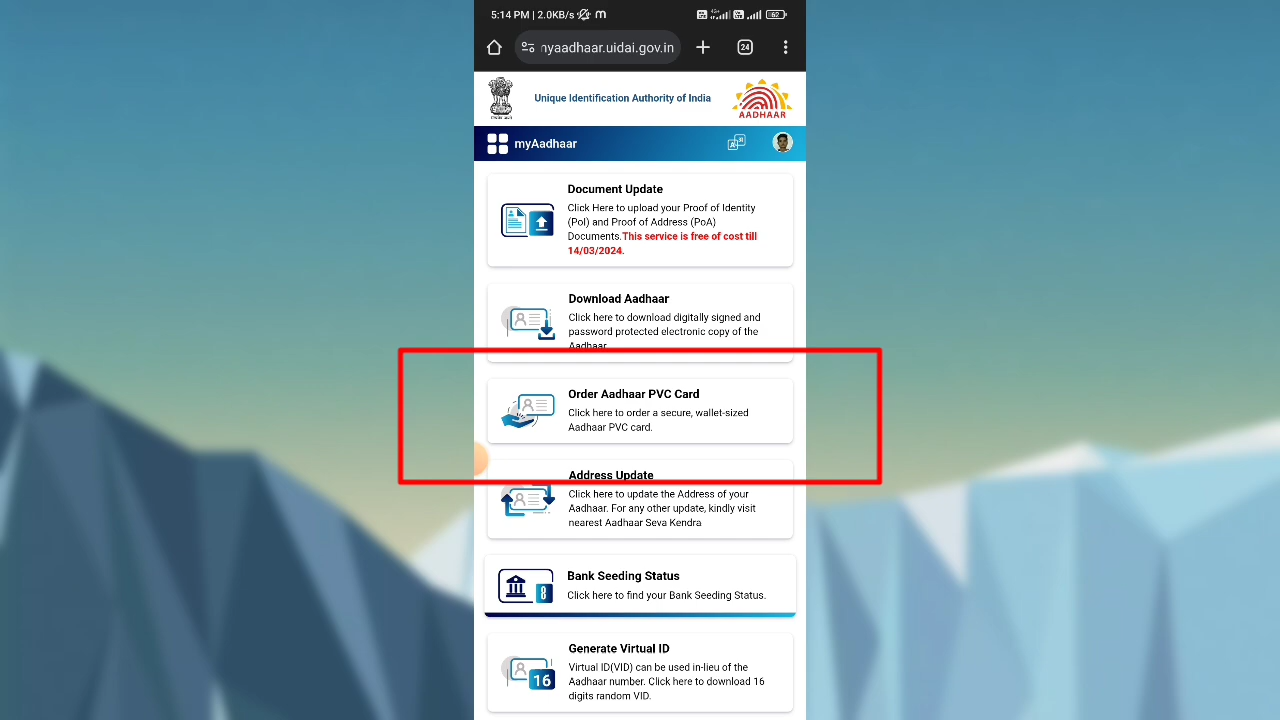 5:14 PM | 2.0KB/s m
4G+ 62
nyaadhaar.uidai.gov.in 24
Unique Identification Authority of India
AADHAAR
myAadhaar
Document Update
Click Here to upload your Proof of Identity
(PoI) and Proof of Address (PoA)
Documents.This service is free of cost till
14/03/2024.
Download Aadhaar
Click here to download digitally signed and
password protected electronic copy of the
Aadhaar
Order Aadhaar PVC Card
Click here to order a secure, wallet-sized
Aadhaar PVC card.
Address Update
Click here to update the Address of your
Aadhaar. For any other update, kindly visit
nearest Aadhaar Seva Kendra
8
Bank Seeding Status
Click here to find your Bank Seeding Status.
16
Generate Virtual ID
Virtual ID(VID) can be used in-lieu of the
Aadhaar number. Click here to download 16
digits random VID.